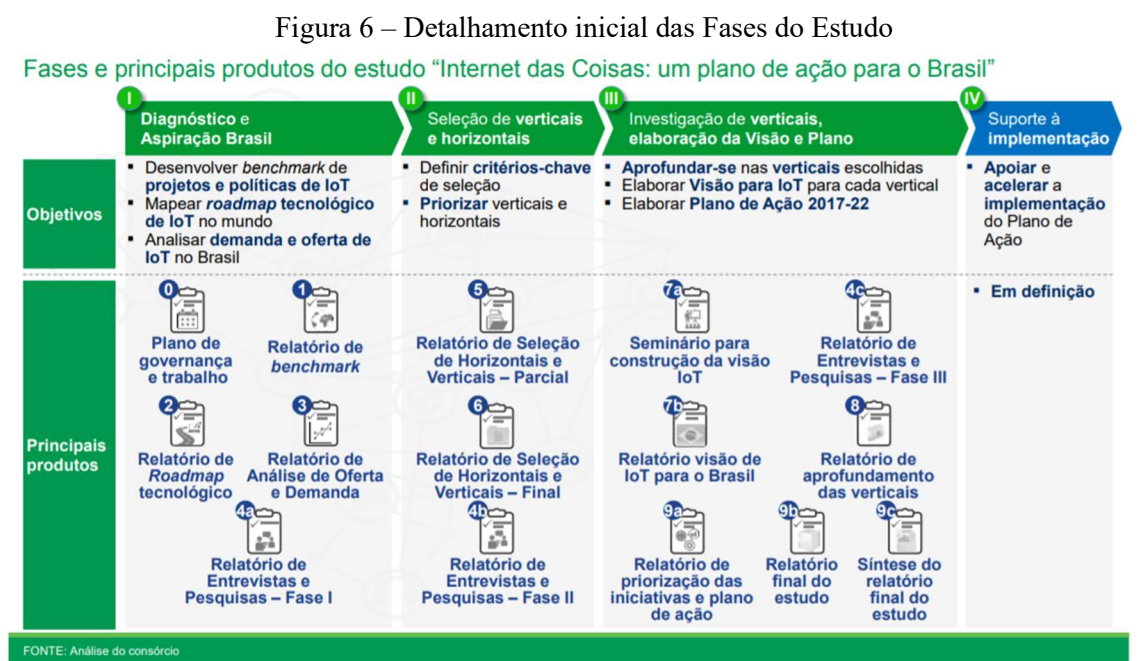 Figura 6 – Detalhamento inicial das Fases do Estudo
Fases e principais produtos do estudo “Internet das Coisas: um plano de ação para o Brasil”
I
Diagnóstico e
Aspiração Brasil
II
Seleção de verticais
e horizontais
III
Investigação de verticais,
elaboração da Visão e Plano
IV
Suporte à
implementação
Objetivos
▪ Desenvolver benchmark de
projetos e políticas de IoT
▪ Mapear roadmap tecnológico
de IoT no mundo
▪ Analisar demanda e oferta de
IoT no Brasil
▪ Definir critérios-chave
de seleção
▪ Priorizar verticais e
horizontais
▪ Aprofundar-se nas verticais escolhidas
▪ Elaborar Visão para IoT para cada vertical
▪ Elaborar Plano de Ação 2017-22
▪ Apoiar e
acelerar a
implementação
do Plano de
Ação
Principais
produtos
0
Plano de
governança
e trabalho
1
Relatório de
benchmark
2
Relatório de
Roadmap
tecnológico
3
Relatório de
Análise de Oferta
e Demanda
4a
Relatório de
Entrevistas e
Pesquisas – Fase I
5
Relatório de Seleção
de Horizontais e
Verticais – Parcial
6
Relatório de Seleção
de Horizontais e
Verticais – Final
4b
Relatório de
Entrevistas e
Pesquisas – Fase II
7a
Seminário para
construção da visão
IoT
4c
Relatório de
Entrevistas e
Pesquisas – Fase III
7b
Relatório visão de
IoT para o Brasil
8
Relatório de
aprofundamento
das verticais
9a
Relatório de
priorização das
iniciativas e plano
de ação
9b
Relatório
final do
estudo
9c
Síntese do
relatório
final do
estudo
▪ Em definição
FONTE: Análise do consórcio